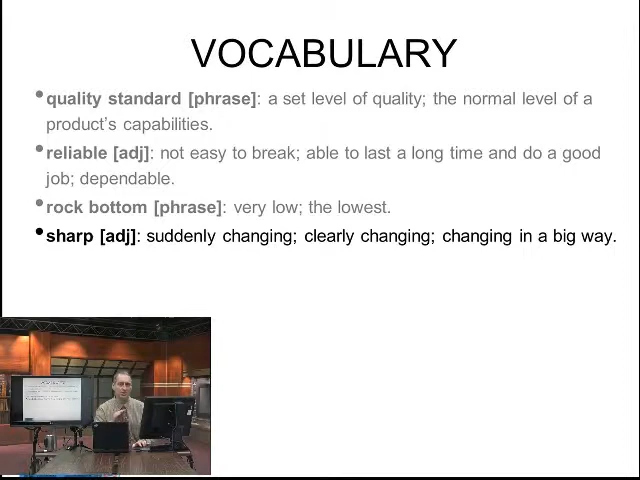 VOCABULARY
•quality standard [phrase]: a set level of quality; the normal level of a
product’s capabilities.
•reliable [adj]: not easy to break; able to last a long time and do a good
job; dependable.
•rock bottom [phrase]: very low; the lowest.
•sharp [adj]: suddenly changing; clearly changing; changing in a big way.